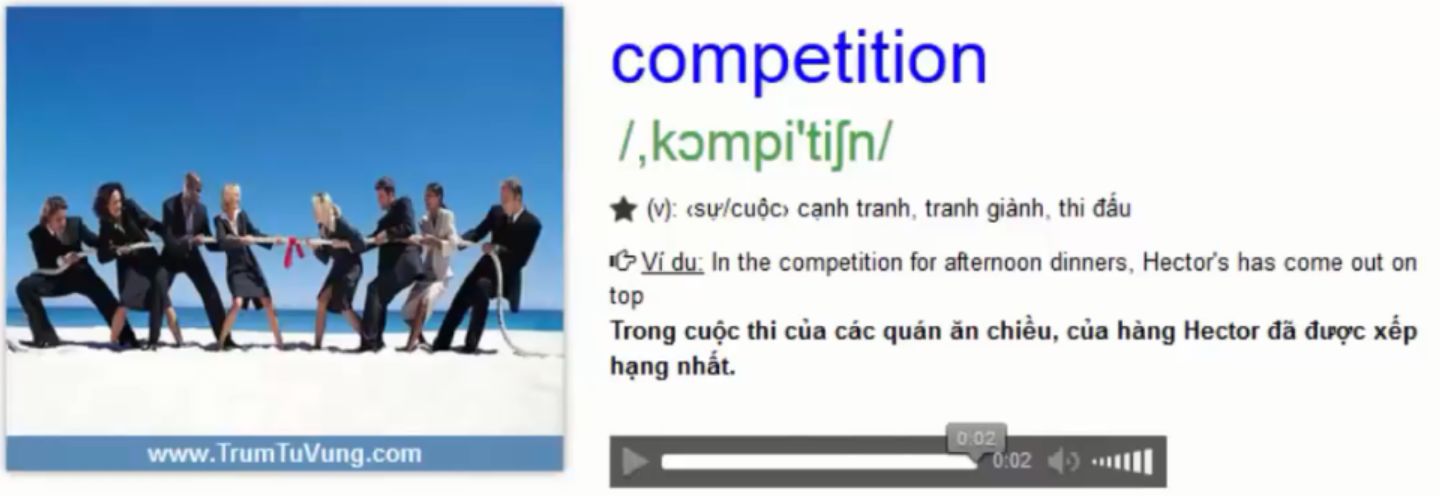 competition
/,kɔmpi'tiʃn/
★ (v): ‹sự/cuộc› cạnh tranh, tranh giành, thi đấu
Ví dụ: In the competition for afternoon dinners, Hector's has come out on
top
Trong cuộc thi của các quán ăn chiều, của hàng Hector đã được xếp
hạng nhất.
www.TrumTuVung.com
0:02
0:02